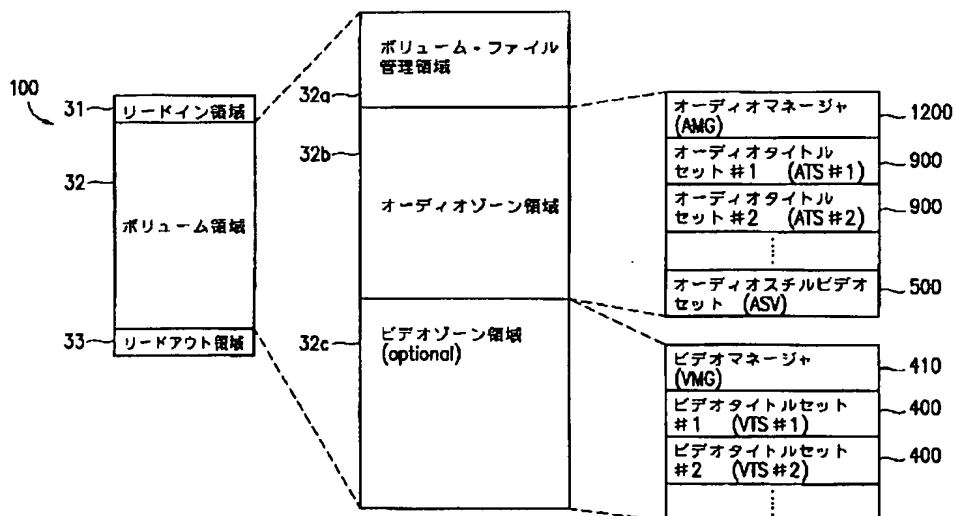 100
31
リードイン領域
32
ボリューム領域
33
リードアウト領域
ボリューム・ファイル
管理領域
32a
32b
オーディオゾーン領域
32c
ビデオゾーン領域
(optional)
オーディオマネージャ
(AMG)
1200
オーディオタイトル
セット#1 (ATS#1)
900
オーディオタイトル
セット#2 (ATS#2)
900
オーディオスチルビデオ
セット (ASV)
500
ビデオマネージャ
(VMG)
410
ビデオタイトルセット
#1 (VTS#1)
400
ビデオタイトルセット
#2 (VTS#2)
400